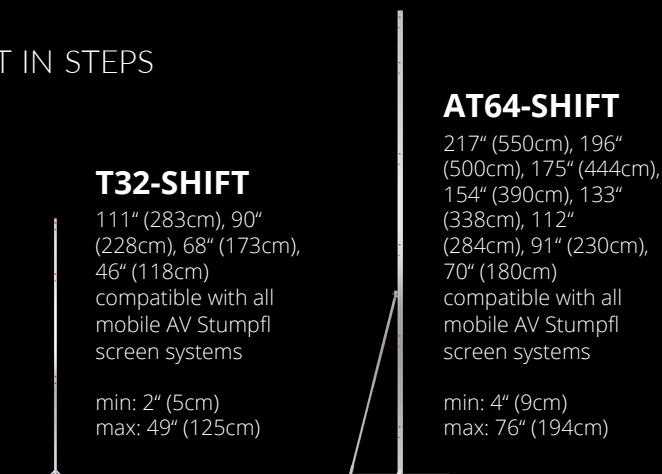 T IN STEPS
T32-SHIFT
111“ (283cm), 90“
(228cm), 68“ (173cm),
46“ (118cm)
compatible with all
mobile AV Stumpfl
screen systems
min: 2“ (5cm)
max: 49“ (125cm)
AT64-SHIFT
217“ (550cm), 196“
(500cm), 175“ (444cm),
154“ (390cm), 133“
(338cm), 112“
(284cm), 91“ (230cm),
70“ (180cm)
compatible with all
mobile AV Stumpfl
screen systems
min: 4“ (9cm)
max: 76“ (194cm)